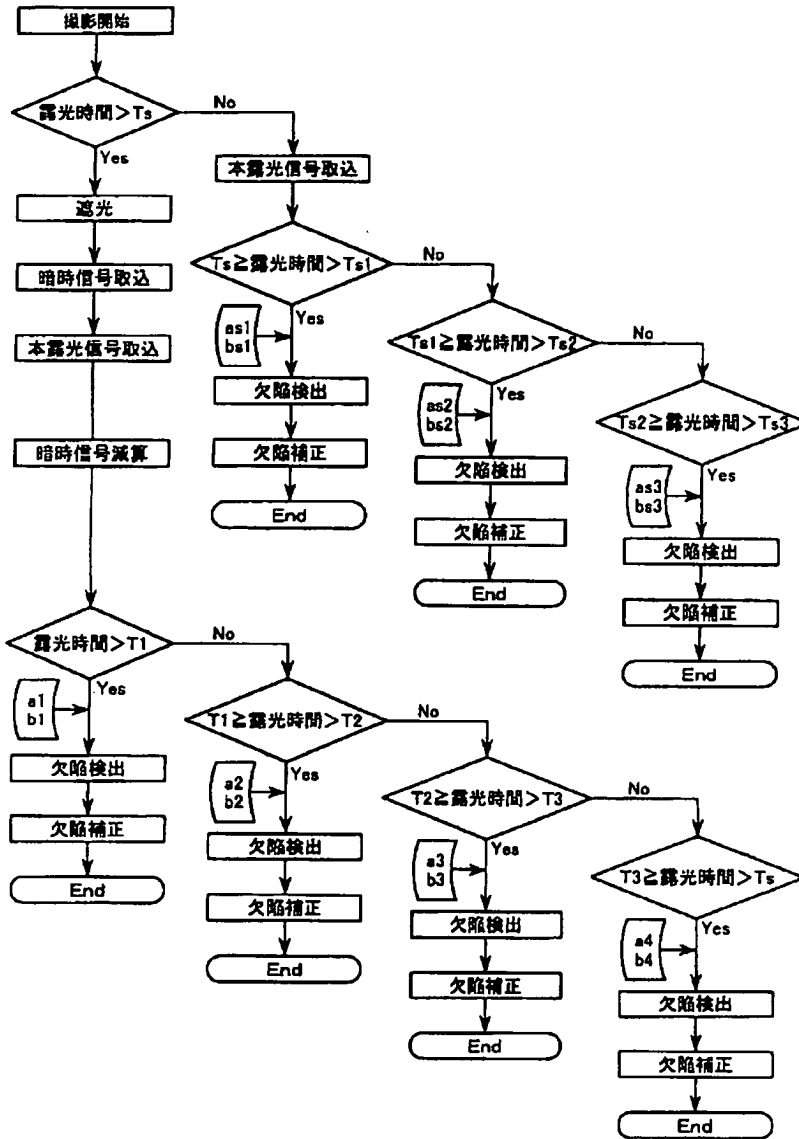 撮影開始
露光時間＞Ts
No
Yes
遮光
暗時信号取込
本露光信号取込
暗時信号減算
本露光信号取込
Ts≧露光時間＞Ts1
No
Yes
as1
bs1
欠陥検出
欠陥補正
End
Ts1≧露光時間＞Ts2
No
Yes
as2
bs2
欠陥検出
欠陥補正
End
Ts2≧露光時間＞Ts3
Yes
as3
bs3
欠陥検出
欠陥補正
End
露光時間＞T1
No
Yes
a1
b1
欠陥検出
欠陥補正
End
T1≧露光時間＞T2
No
Yes
a2
b2
欠陥検出
欠陥補正
End
T2≧露光時間＞T3
No
Yes
a3
b3
欠陥検出
欠陥補正
End
T3≧露光時間＞Ts
Yes
a4
b4
欠陥検出
欠陥補正
End